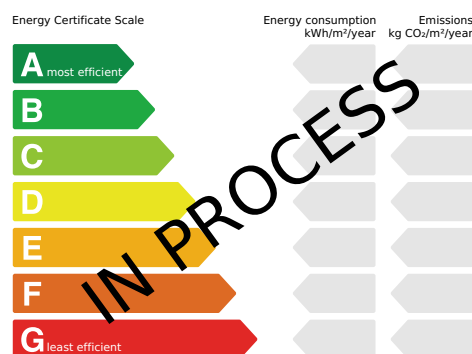 Energy Certificate Scale
Energy consumption
kWh/m²/year
Emissions
kg CO₂/m²/year
A most efficient
B
C
D
E
F
G least efficient
IN PROCESS